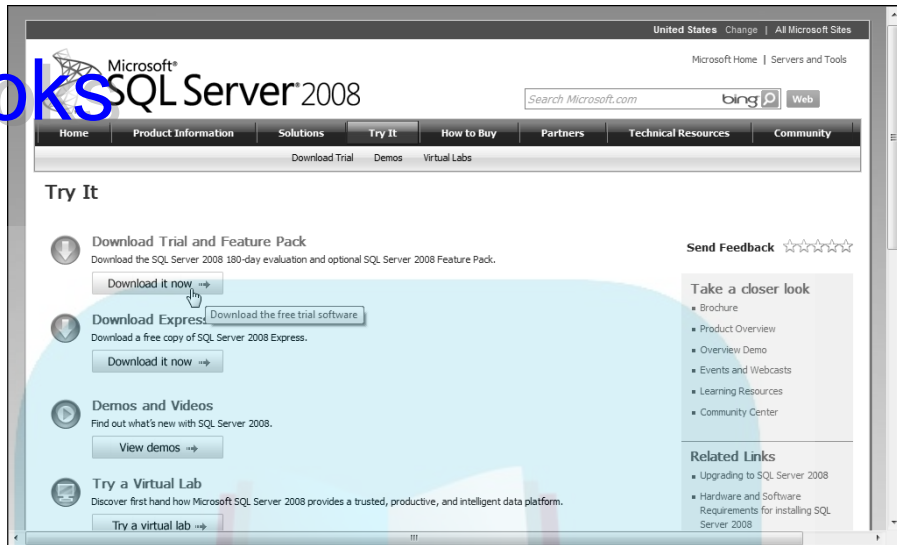 United States Change | All Microsoft Sites
Microsoft Home | Servers and Tools
Microsoft®
SQL Server® 2008
oks
Search Microsoft.com
bing
Web
Home Product Information Solutions Try It How to Buy Partners Technical Resources Community
Download Trial Demos Virtual Labs
Try It
Download Trial and Feature Pack
Download the SQL Server 2008 180-day evaluation and optional SQL Server 2008 Feature Pack.
Download it now
Download the free trial software
Download Express
Download a free copy of SQL Server 2008 Express.
Download it now
Demos and Videos
Find out what's new with SQL Server 2008.
View demos
Try a Virtual Lab
Discover first hand how Microsoft SQL Server 2008 provides a trusted, productive, and intelligent data platform.
Try a virtual lab
Send Feedback
Take a closer look
▪ Brochure
▪ Product Overview
▪ Overview Demo
▪ Events and Webcasts
▪ Learning Resources
▪ Community Center
Related Links
▪ Upgrading to SQL Server 2008
▪ Hardware and Software
Requirements for installing SQL
Server 2008